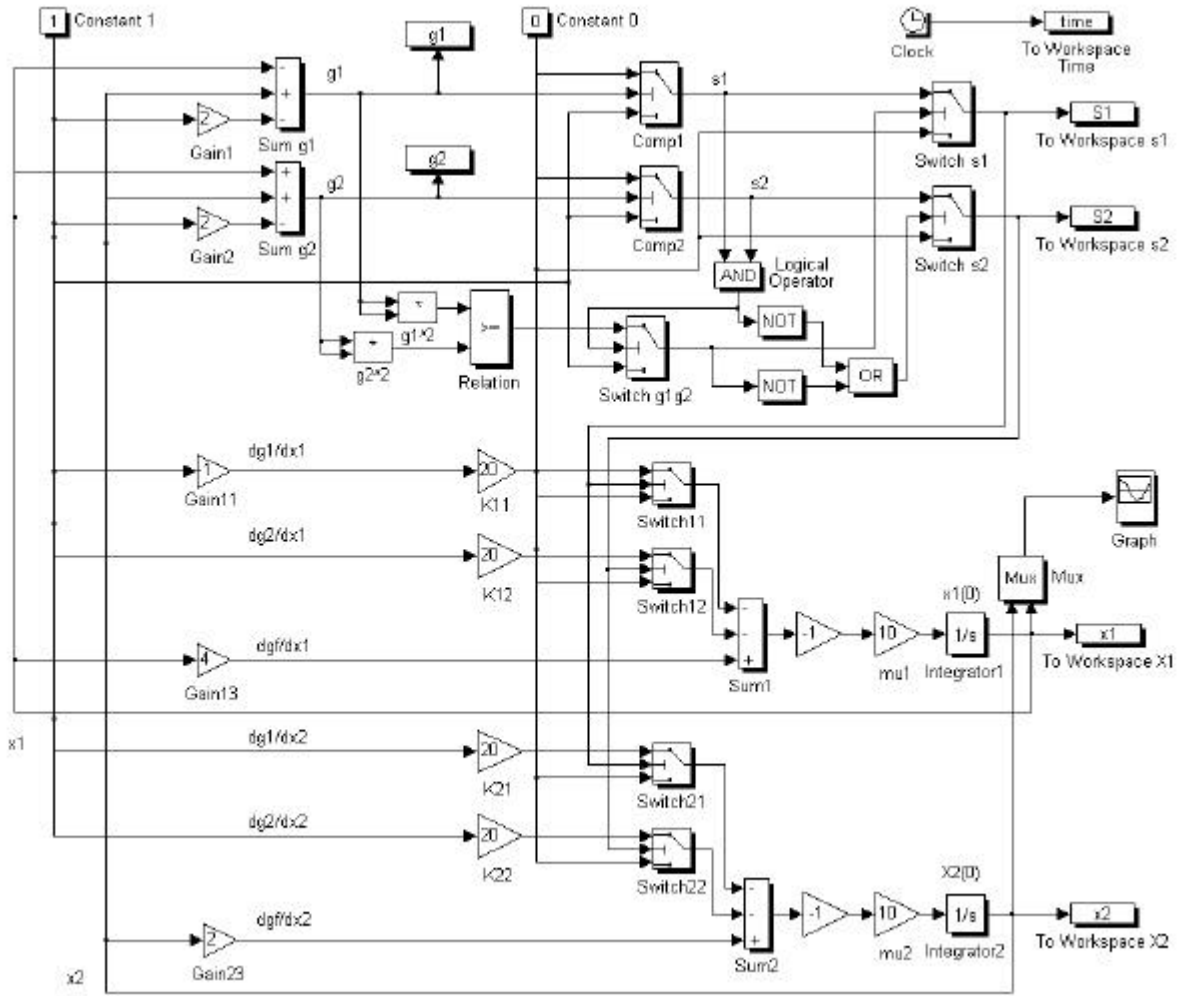 1 Constant 1
g1
0 Constant 0
Clock
time
To Workspace
Time
-
+
-
g1
2
Gain1
Sum g1
Comp1
s1
Switch s1
S1
To Workspace s1
g2
+
+
-
g2
2
Gain2
Sum g2
Comp2
s2
Switch s2
S2
To Workspace s2
AND
Logical
Operator
g1^2
g2^2
>=
Relation
Switch g1g2
NOT
NOT
OR
dg1/dx1
1
Gain11
20
K11
Switch11
dg2/dx1
20
K12
Switch12
Graph
Mux
Mux
dgf/dx1
4
Gain13
-
-
+
Sum1
-1
10
mu1
x1(0)
1/s
Integrator1
x1
To Workspace X1
x1
dg1/dx2
20
K21
Switch21
dg2/dx2
20
K22
Switch22
dgf/dx2
2
Gain23
-
-
+
Sum2
-1
10
mu2
X2(0)
1/s
Integrator2
x2
To Workspace X2
x2